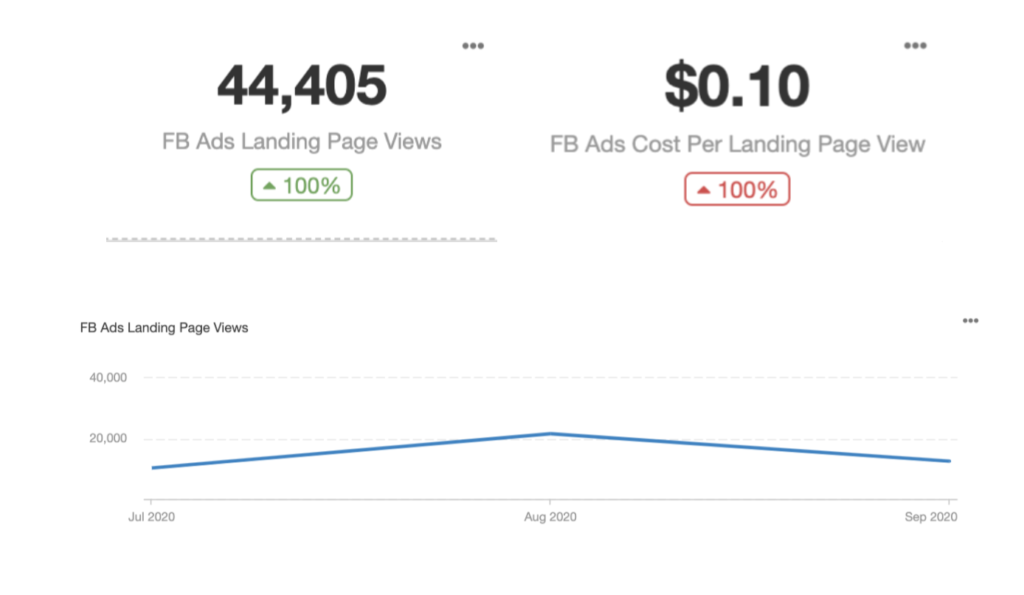 44,405
FB Ads Landing Page Views
100%
$0.10
FB Ads Cost Per Landing Page View
100%
FB Ads Landing Page Views
40,000
20,000
Jul 2020
Aug 2020
Sep 2020